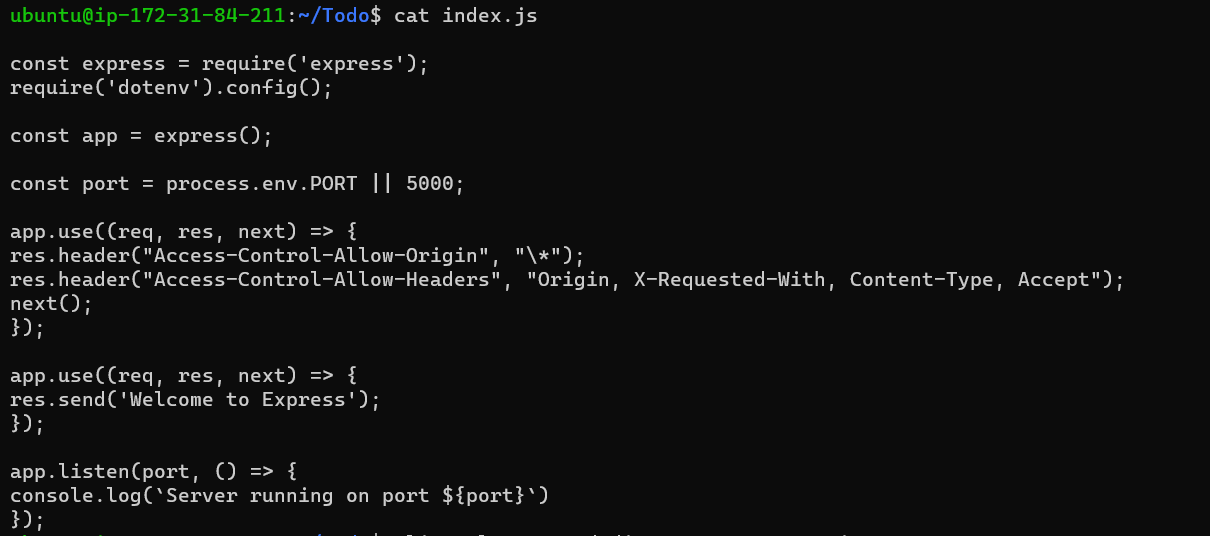 ubuntu@ip-172-31-84-211:~/Todo$ cat index.js
const express = require('express');
require('dotenv').config();
const app = express();
const port = process.env.PORT || 5000;
app.use((req, res, next) => {
res.header("Access-Control-Allow-Origin", "\*");
res.header("Access-Control-Allow-Headers", "Origin, X-Requested-With, Content-Type, Accept");
next();
});
app.use((req, res, next) => {
res.send('Welcome to Express');
});
app.listen(port, () => {
console.log(`Server running on port ${port}`)
});